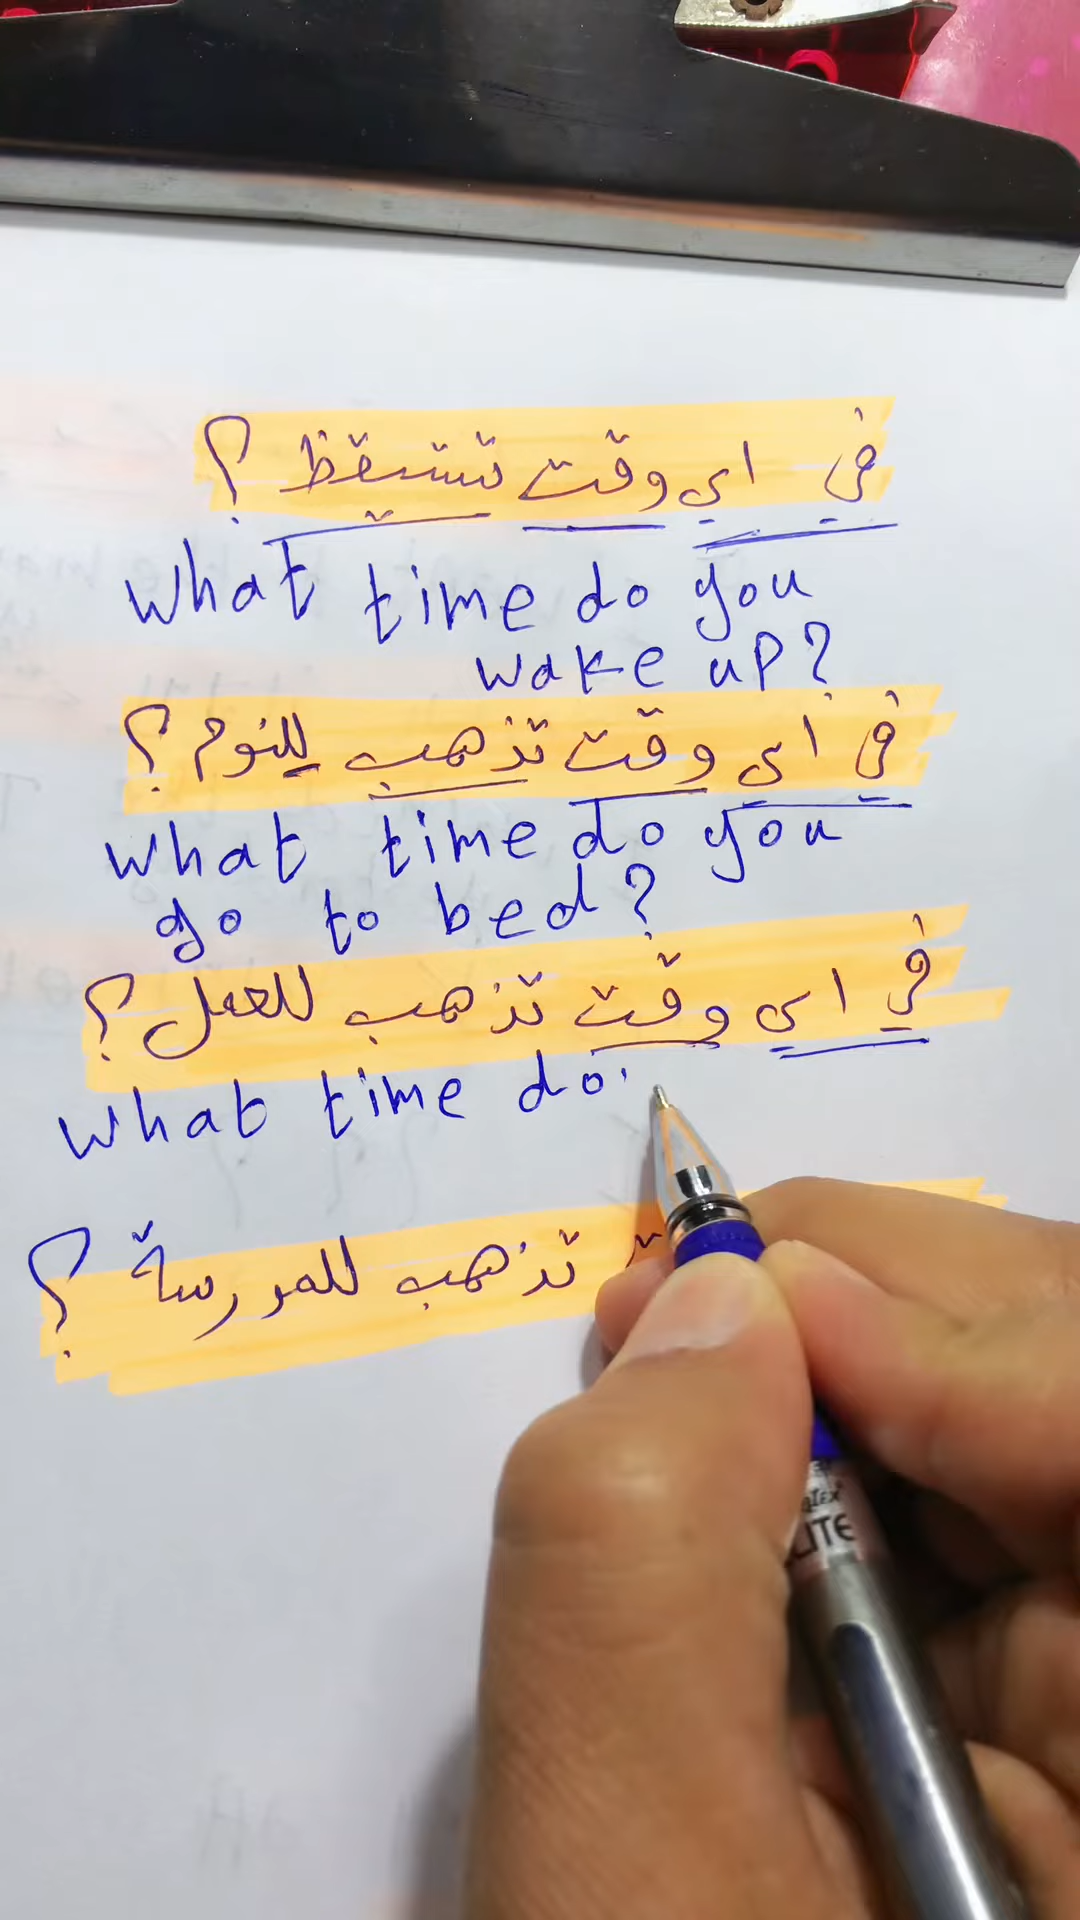 في اي وقت تستيقظ ؟
What time do you
wake up?
في اي وقت تذهب للنوم ؟
What time do you
go to bed?
في اي وقت تذهب للعمل ؟
What time do
تذهب للمدرسة ؟